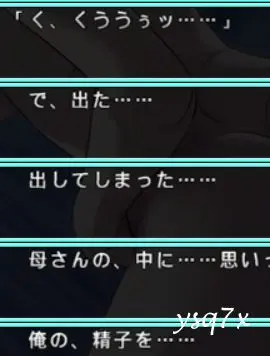 「く、くううぅッ……」
で、出た……
出してしまった……
母さんの、中に……思いっ
俺の、精子を……
ysq7x